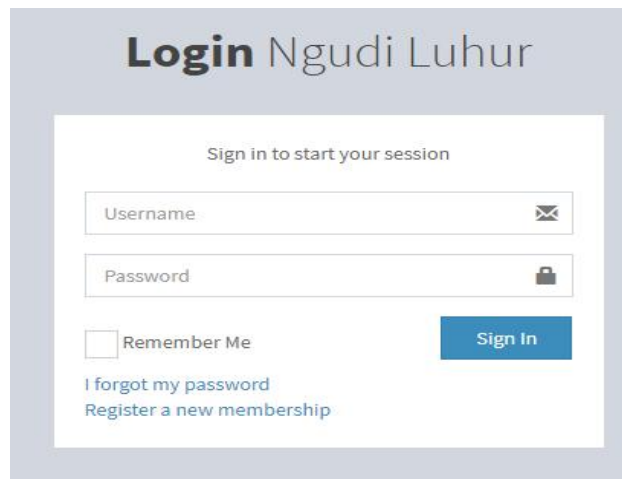 Login Ngudi Luhur
Sign in to start your session
Username
Password
Remember Me
Sign In
I forgot my password
Register a new membership